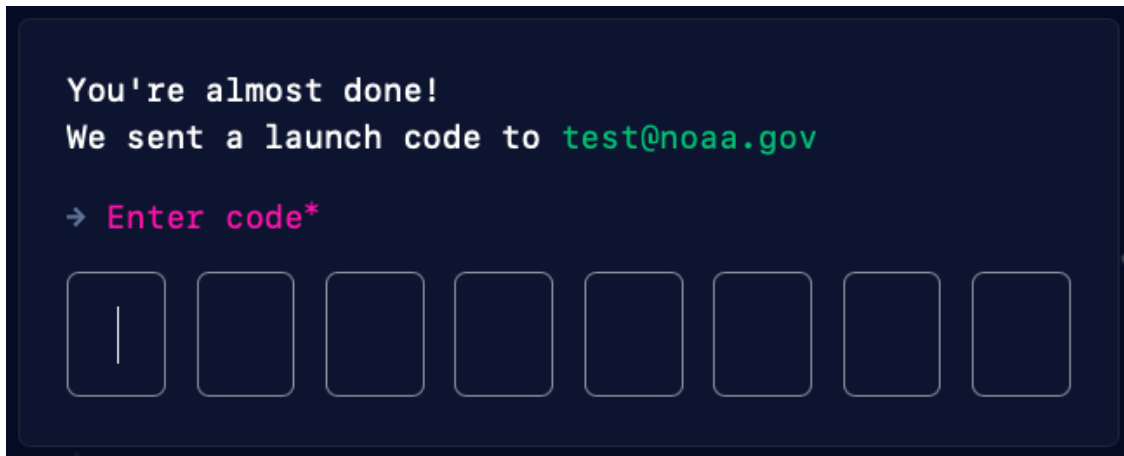 You're almost done!
We sent a launch code to test@noaa.gov
→ Enter code*